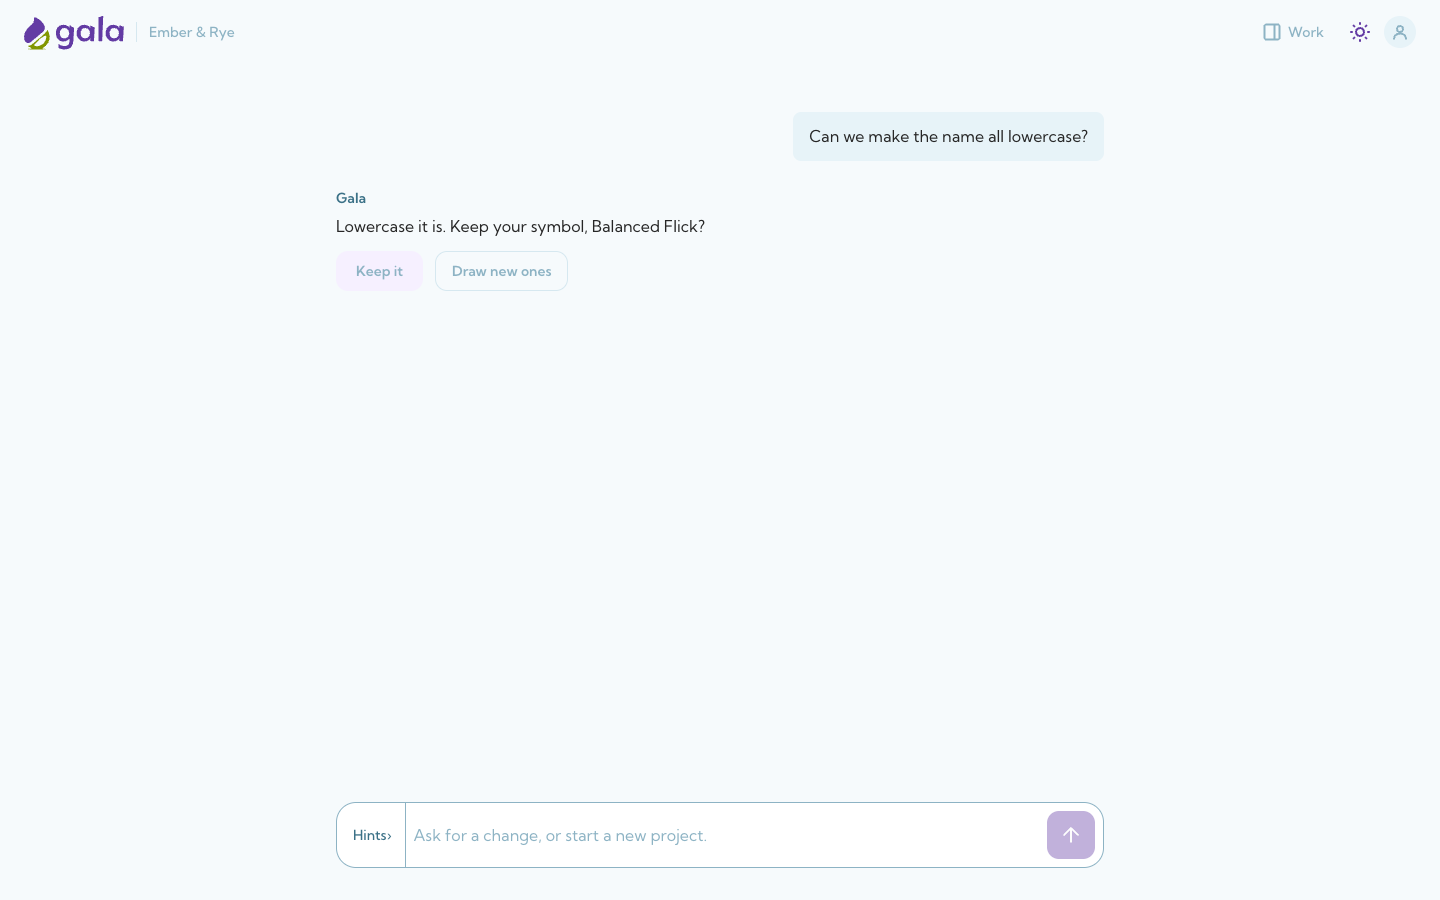 gala
Ember & Rye
Work
Can we make the name all lowercase?
Gala
Lowercase it is. Keep your symbol, Balanced Flick?
Keep it
Draw new ones
Hints›
Ask for a change, or start a new project.